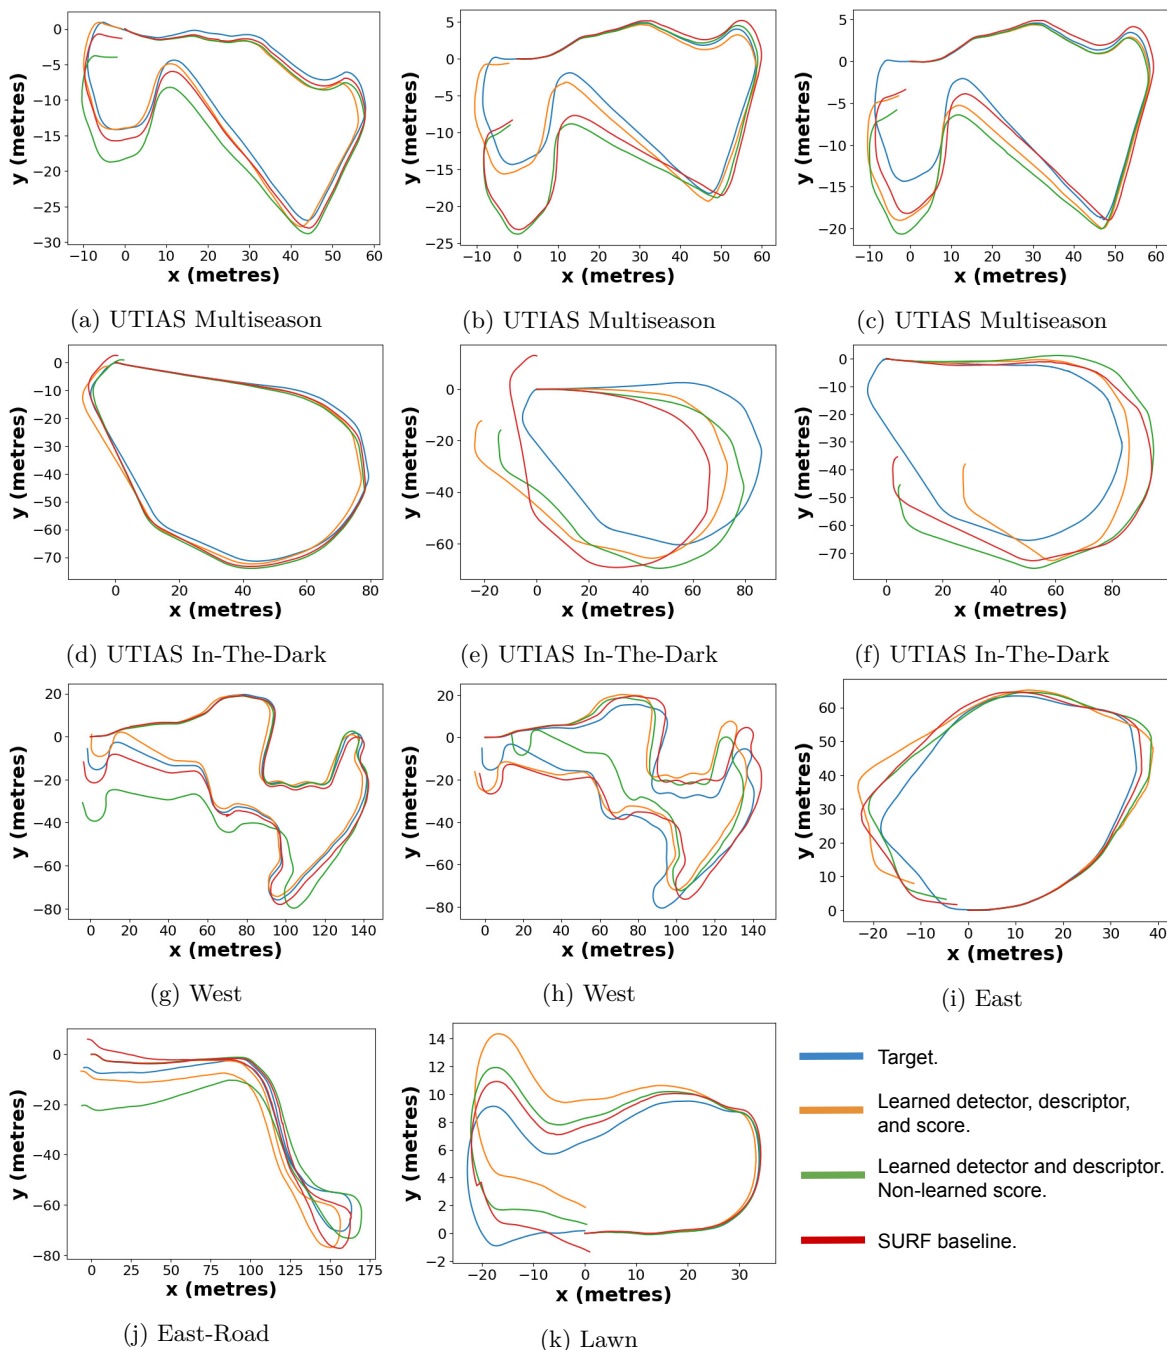 0
−5
−10
−15
−20
−25
−30
y (metres)
−10 0 10 20 30 40 50 60
x (metres)
(a) UTIAS Multiseason
5
0
−5
−10
−15
−20
−25
y (metres)
−10 0 10 20 30 40 50 60
x (metres)
(b) UTIAS Multiseason
5
0
−5
−10
−15
−20
y (metres)
−10 0 10 20 30 40 50 60
x (metres)
(c) UTIAS Multiseason
0
−10
−20
−30
−40
−50
−60
−70
y (metres)
0 20 40 60 80
x (metres)
(d) UTIAS In-The-Dark
0
−20
−40
−60
y (metres)
−20 0 20 40 60 80
x (metres)
(e) UTIAS In-The-Dark
0
−10
−20
−30
−40
−50
−60
−70
y (metres)
0 20 40 60 80
x (metres)
(f) UTIAS In-The-Dark
20
0
−20
−40
−60
−80
y (metres)
0 20 40 60 80 100 120 140
x (metres)
(g) West
20
0
−20
−40
−60
−80
y (metres)
0 20 40 60 80 100 120 140
x (metres)
(h) West
60
50
40
30
20
10
0
y (metres)
−20 −10 0 10 20 30 40
x (metres)
(i) East
0
−20
−40
−60
−80
y (metres)
0 25 50 75 100 125 150 175
x (metres)
(j) East-Road
14
12
10
8
6
4
2
0
−2
y (metres)
−20 −10 0 10 20 30
x (metres)
(k) Lawn
Target.
Learned detector, descriptor,
and score.
Learned detector and descriptor.
Non-learned score.
SURF baseline.